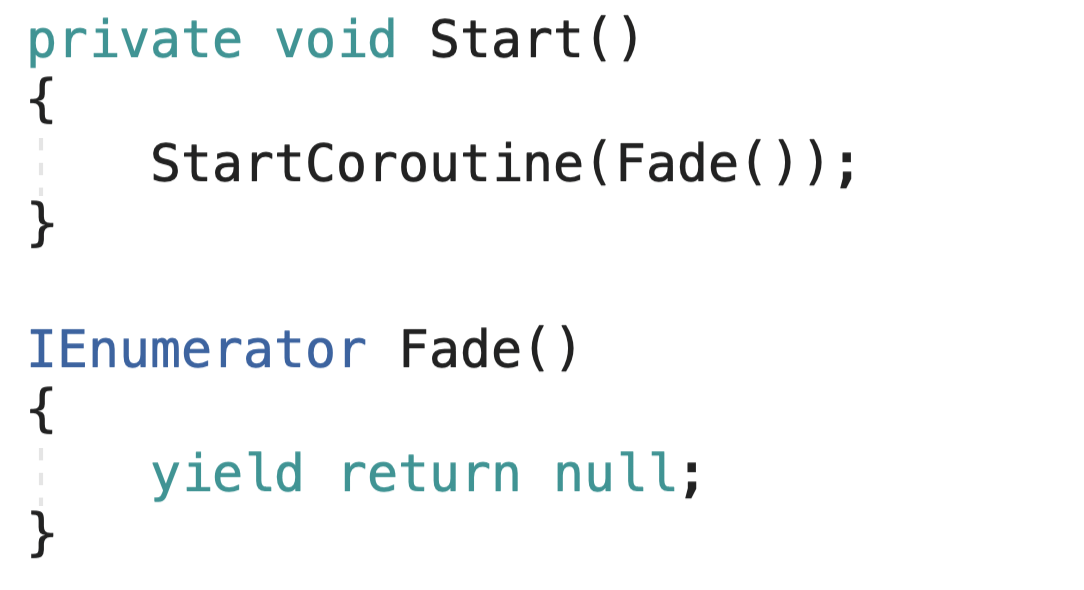 private void Start()
{
    StartCoroutine(Fade());
}

IEnumerator Fade()
{
    yield return null;
}